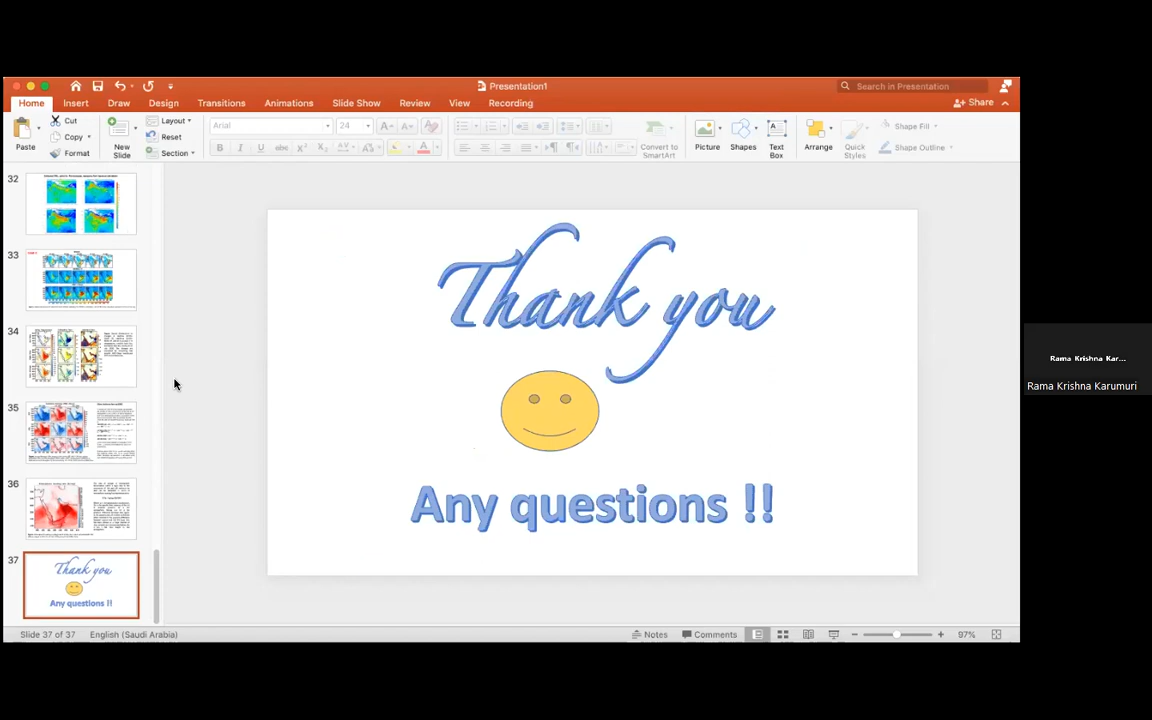 Presentation1
Search in Presentation
Home
Insert
Draw
Design
Transitions
Animations
Slide Show
Review
View
Recording
Share
Paste
Cut
Copy
Format
New
Slide
Layout
Reset
Section
Arial
24
Convert to
SmartArt
Picture
Shapes
Text
Box
Arrange
Quick
Styles
Shape Fill
Shape Outline
32
33
34
35
36
37
Thank you
Any questions !!
Thank you
Any questions !!
Rama Krishna Kar...
Rama Krishna Karumuri
Slide 37 of 37
English (Saudi Arabia)
Notes
Comments
97%